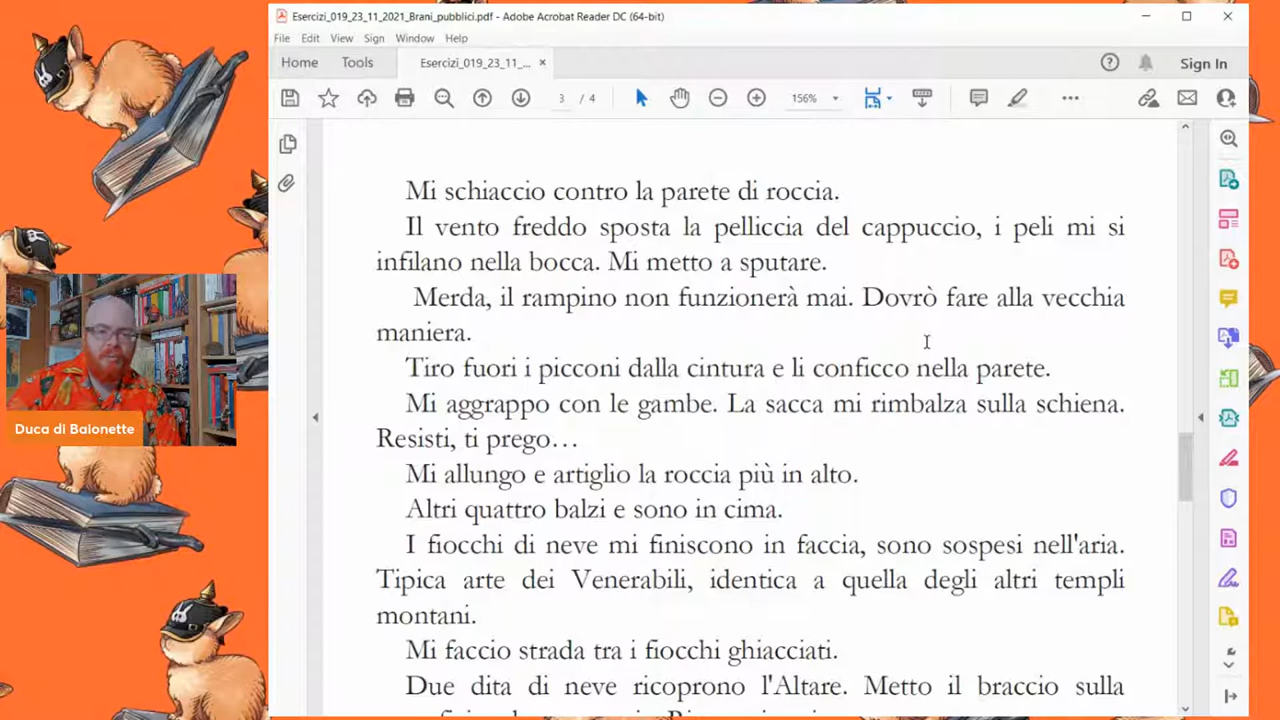 Esercizi_019_23_11_2021_Brani_pubblici.pdf - Adobe Acrobat Reader DC (64-bit)
File Edit View Sign Window Help
Home Tools Esercizi_019_23_11_... Sign In
3 / 4 156%
Mi schiaccio contro la parete di roccia.
Il vento freddo sposta la pelliccia del cappuccio, i peli mi si
infilano nella bocca. Mi metto a sputare.
Merda, il rampino non funzionerà mai. Dovrò fare alla vecchia
maniera.
Tiro fuori i picconi dalla cintura e li conficco nella parete.
Mi aggrappo con le gambe. La sacca mi rimbalza sulla schiena.
Resisti, ti prego…
Mi allungo e artiglio la roccia più in alto.
Altri quattro balzi e sono in cima.
I fiocchi di neve mi finiscono in faccia, sono sospesi nell'aria.
Tipica arte dei Venerabili, identica a quella degli altri templi
montani.
Mi faccio strada tra i fiocchi ghiacciati.
Due dita di neve ricoprono l'Altare. Metto il braccio sulla
Duca di Baionette